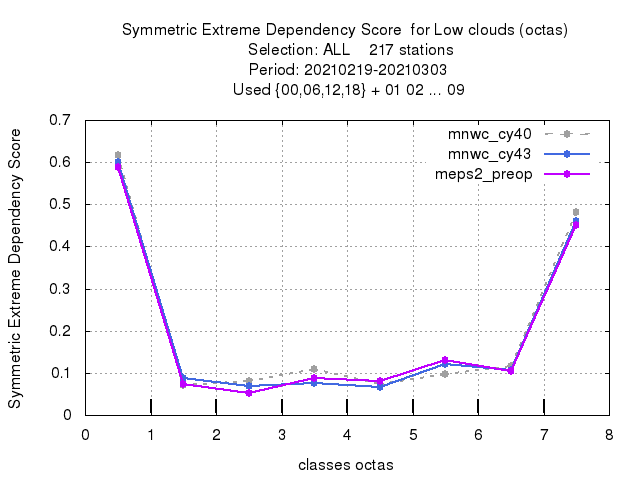 Symmetric Extreme Dependency Score  for Low clouds (octas)
Selection: ALL    217 stations
Period: 20210219-20210303
Used {00,06,12,18} + 01 02 ... 09
Symmetric Extreme Dependency Score
0.7
0.6
0.5
0.4
0.3
0.2
0.1
0
mnwc_cy40
mnwc_cy43
meps2_preop
0 1 2 3 4 5 6 7 8
classes octas